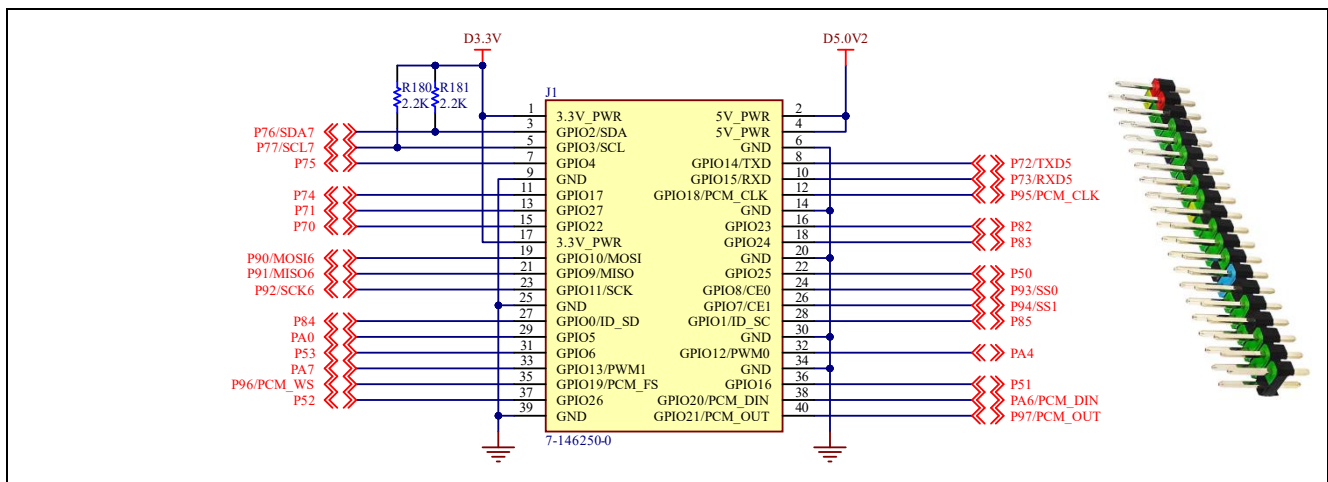 D3.3V
D5.0V2
R180 R181
2.2K 2.2K
J1
1 3.3V_PWR 5V_PWR 2
P76/SDA7 3 GPIO2/SDA 5V_PWR 4
P77/SCL7 5 GPIO3/SCL GND 6
P75 7 GPIO4 GPIO14/TXD 8 P72/TXD5
9 GND GPIO15/RXD 10 P73/RXD5
P74 11 GPIO17 GPIO18/PCM_CLK 12 P95/PCM_CLK
P71 13 GPIO27 GND 14
P70 15 GPIO22 GPIO23 16 P82
17 3.3V_PWR GPIO24 18 P83
P90/MOSI6 19 GPIO10/MOSI GND 20
P91/MISO6 21 GPIO9/MISO GPIO25 22 P50
P92/SCK6 23 GPIO11/SCK GPIO8/CE0 24 P93/SS0
25 GND GPIO7/CE1 26 P94/SS1
P84 27 GPIO0/ID_SD GPIO1/ID_SC 28 P85
PA0 29 GPIO5 GND 30
P53 31 GPIO6 GPIO12/PWM0 32 PA4
PA7 33 GPIO13/PWM1 GND 34
P96/PCM_WS 35 GPIO19/PCM_FS GPIO16 36 P51
P52 37 GPIO26 GPIO20/PCM_DIN 38 PA6/PCM_DIN
39 GND GPIO21/PCM_OUT 40 P97/PCM_OUT
7-146250-0